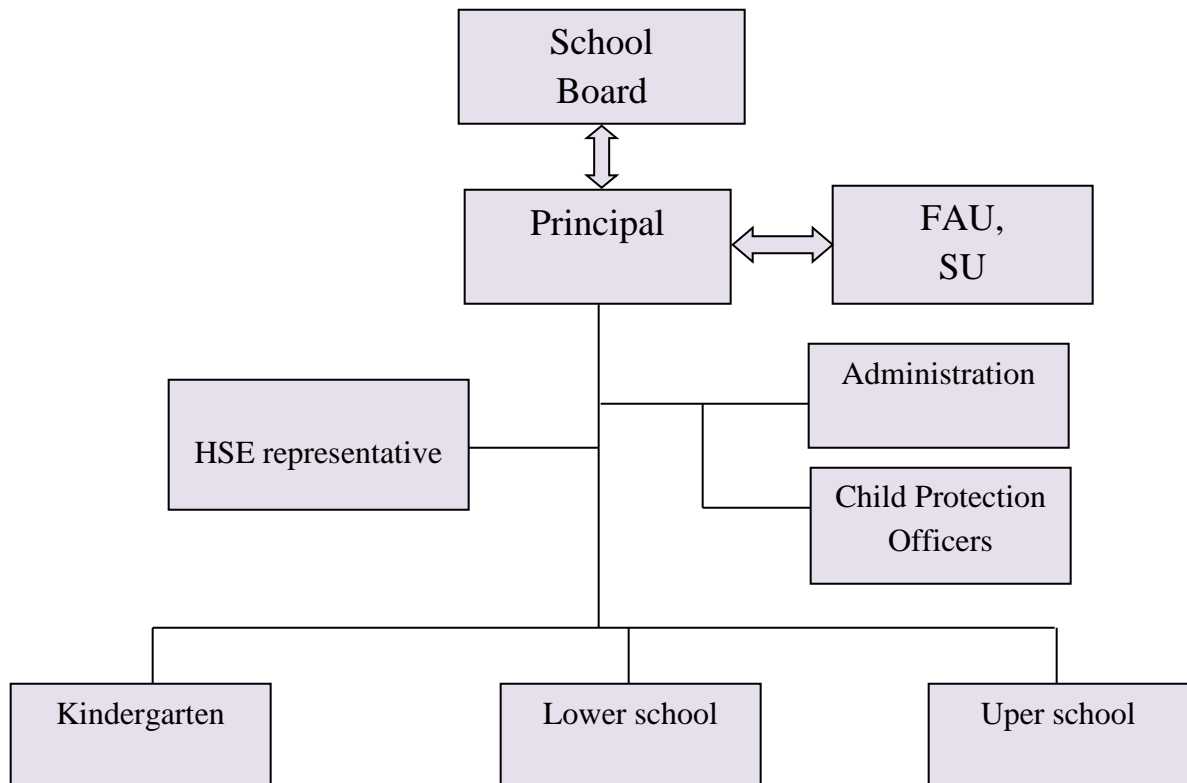 School
Board
Principal
FAU,
SU
Administration
HSE representative
Child Protection
Officers
Kindergarten
Lower school
Uper school